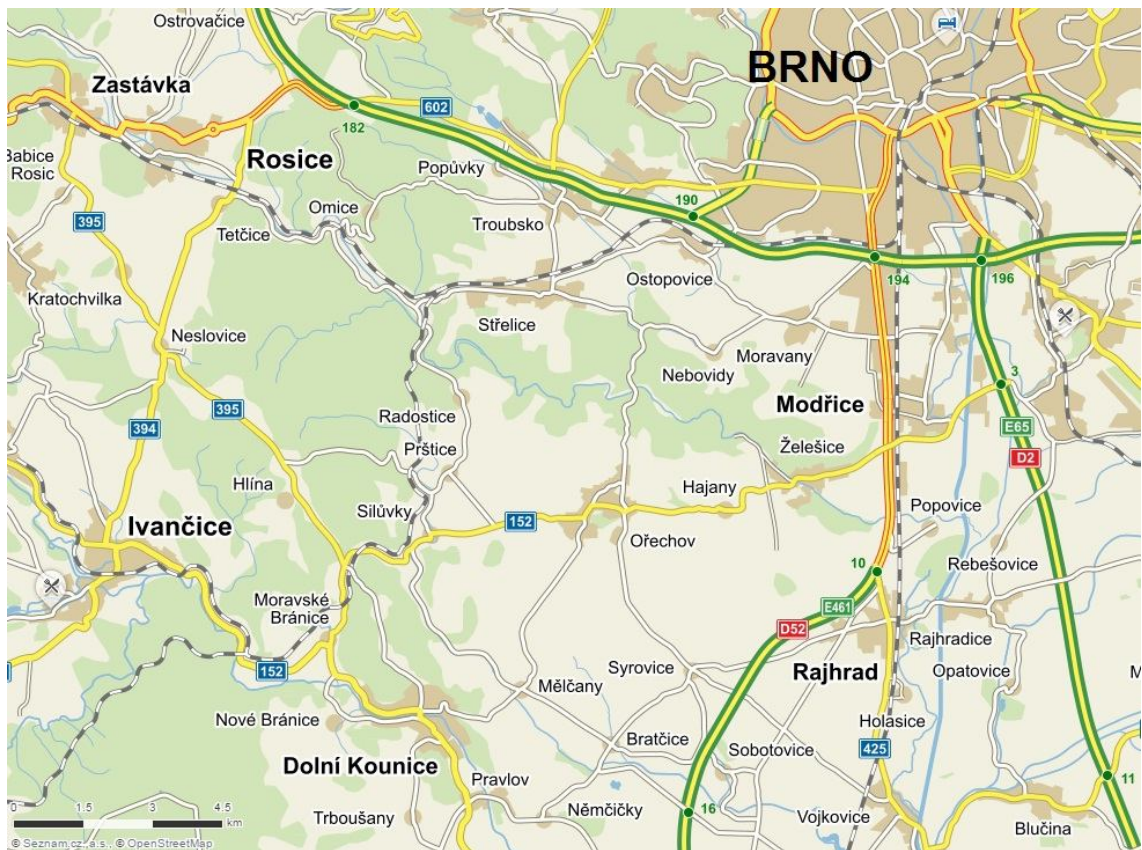 Ostrovačice
BRNO
Zastávka
602
182
Babice
Rosic
Rosice
Popůvky
190
395
Omice
Troubsko
Tetčice
Ostopovice
194
196
Kratochvilka
Střelice
Neslovice
Moravany
Nebovidy
3
395
Radostice
Modřice
E65
394
Prštice
Želešice
D2
Hlína
Hajany
Ivančice
Silůvky
152
Popovice
Ořechov
10
Rebešovice
Moravské
Bránice
E461
D52
Rajhradice
152
Syrovice
Rajhrad
Opatovice
M
Mělčany
Nové Bránice
Holasice
Bratčice
Sobotovice
425
Dolní Kounice
Pravlov
11
0 1.5 3 4.5
km
Trboušany
Němčičky
16
Vojkovice
Blučina
© Seznam.cz, a.s., © OpenStreetMap